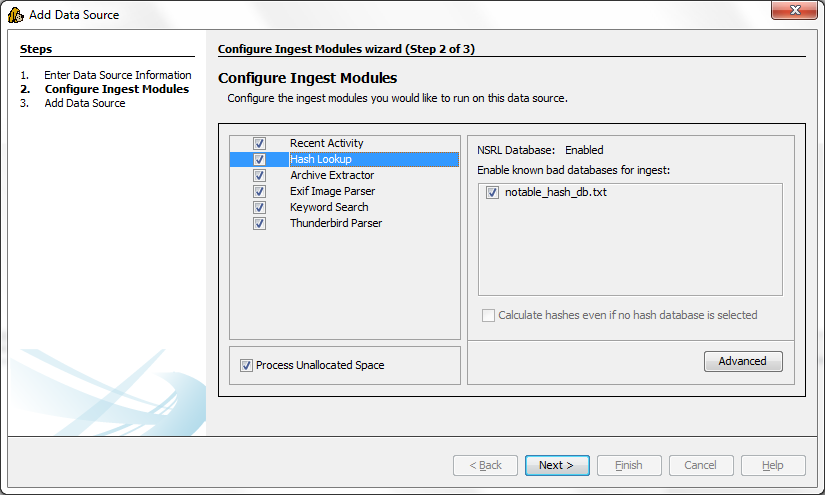 Add Data Source
Steps
1. Enter Data Source Information
2. Configure Ingest Modules
3. Add Data Source
Configure Ingest Modules wizard (Step 2 of 3)
Configure Ingest Modules
Configure the ingest modules you would like to run on this data source.
Recent Activity
Hash Lookup
Archive Extractor
Exif Image Parser
Keyword Search
Thunderbird Parser
Process Unallocated Space
NSRL Database: Enabled
Enable known bad databases for ingest:
notable_hash_db.txt
Calculate hashes even if no hash database is selected
Advanced
< Back
Next >
Finish
Cancel
Help